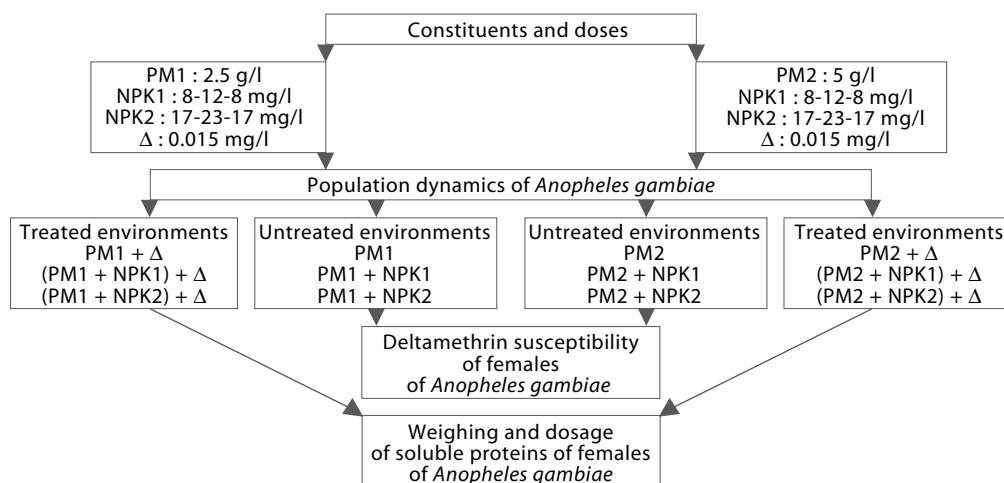 Constituents and doses
PM1 : 2.5 g/l
NPK1 : 8-12-8 mg/l
NPK2 : 17-23-17 mg/l
Δ : 0.015 mg/l
PM2 : 5 g/l
NPK1 : 8-12-8 mg/l
NPK2 : 17-23-17 mg/l
Δ : 0.015 mg/l
Population dynamics of Anopheles gambiae
Treated environments
PM1 + Δ
(PM1 + NPK1) + Δ
(PM1 + NPK2) + Δ
Untreated environments
PM1
PM1 + NPK1
PM1 + NPK2
Untreated environments
PM2
PM2 + NPK1
PM2 + NPK2
Treated environments
PM2 + Δ
(PM2 + NPK1) + Δ
(PM2 + NPK2) + Δ
Deltamethrin susceptibility
of females
of Anopheles gambiae
Weighing and dosage
of soluble proteins of females
of Anopheles gambiae